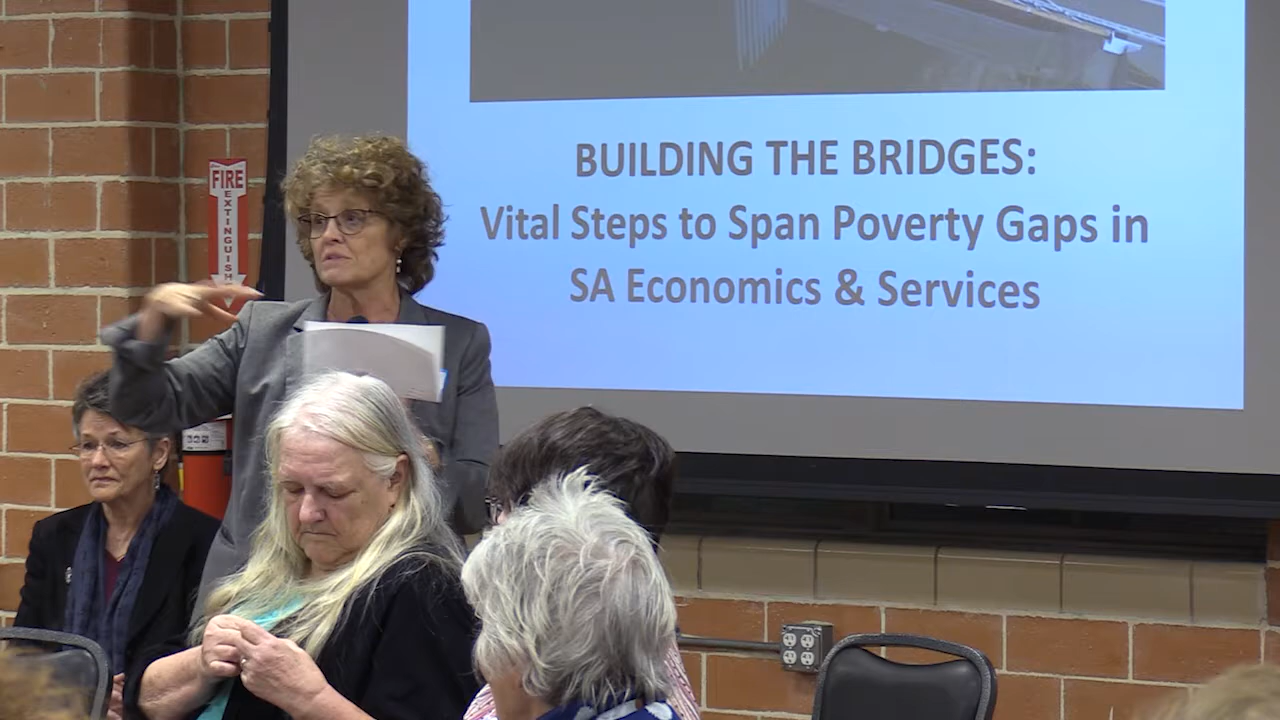 BUILDING THE BRIDGES:
Vital Steps to Span Poverty Gaps in
SA Economics & Services
FIRE
EXTINGUISH